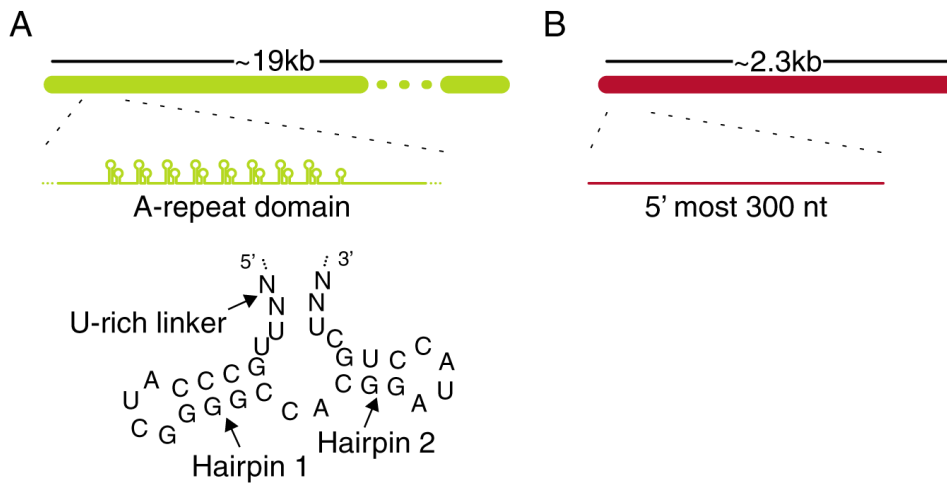 A
B
~19kb
~2.3kb
A-repeat domain
5’ most 300 nt
5’ 3’
N N
N N
U-rich linker
U U
U C
G U C C A
A C C C G
U G G G C C G G U
C G G C A A
Hairpin 2
Hairpin 1